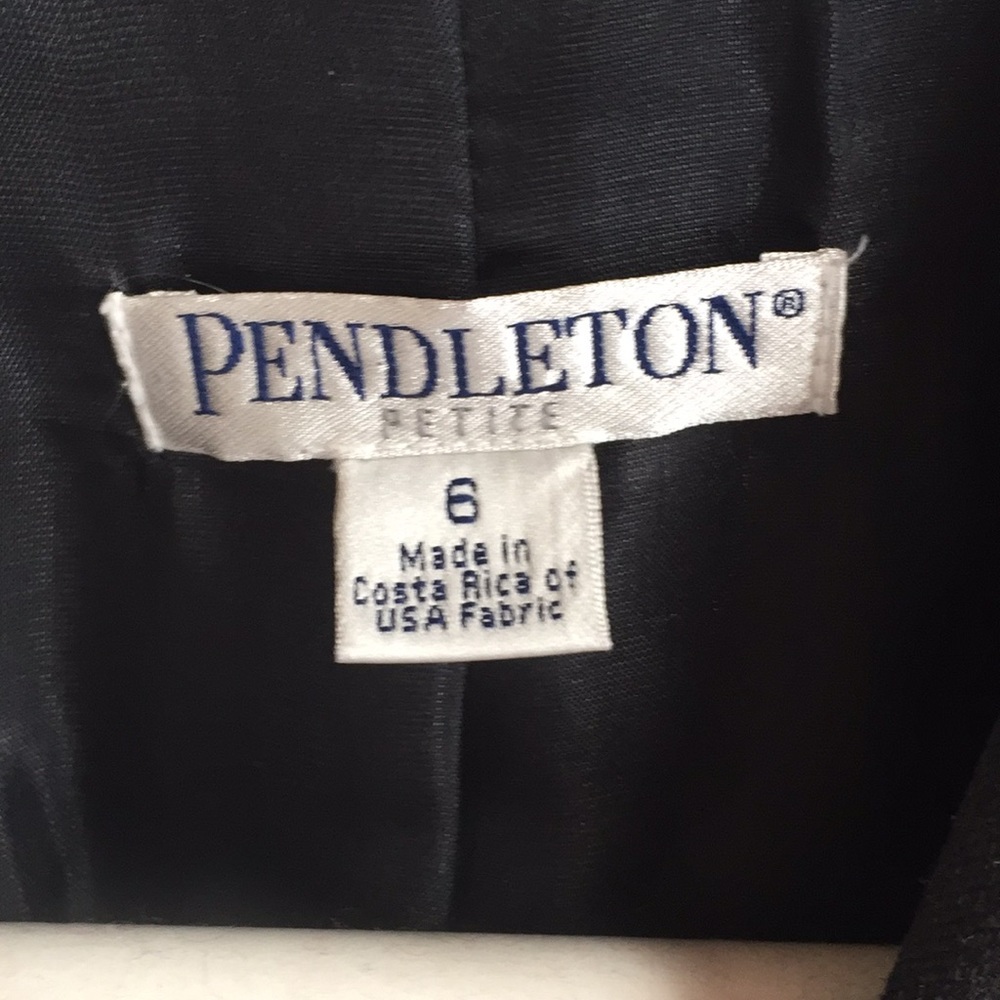 PENDLETON®
PETITE
6
Made in
Costa Rica of
USA Fabric